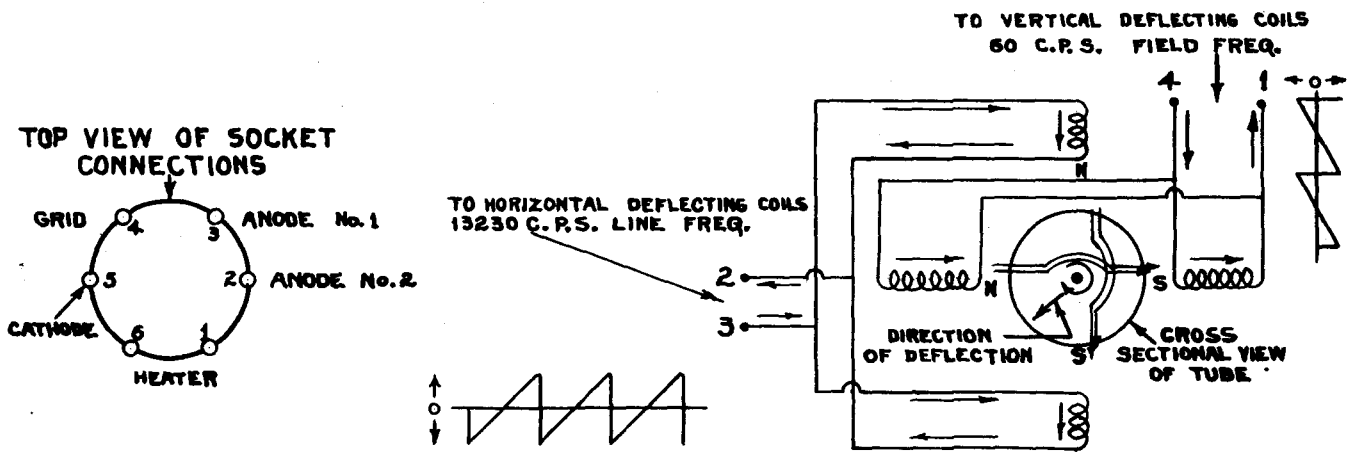 TOP VIEW OF SOCKET
CONNECTIONS
GRID
4
3
ANODE No. 1
5
2
ANODE No. 2
CATHODE
6
1
HEATER
TO HORIZONTAL DEFLECTING COILS
13230 C.P.S. LINE FREQ.
2
3
O
TO VERTICAL DEFLECTING COILS
60 C.P.S. FIELD FREQ.
4
1
O
N
N
S
S
DIRECTION
OF DEFLECTION
CROSS
SECTIONAL VIEW
OF TUBE